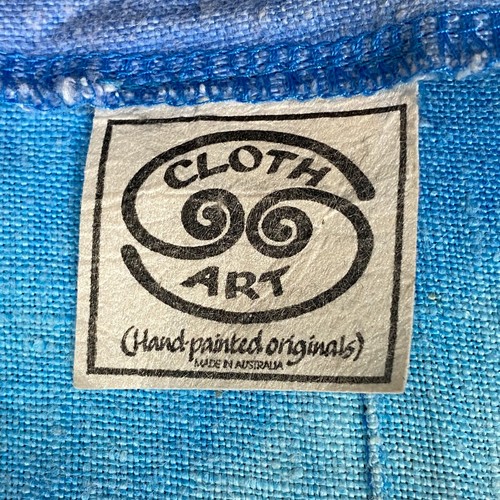 CLOTH
ART
(Hand-painted originals)
MADE IN AUSTRALIA